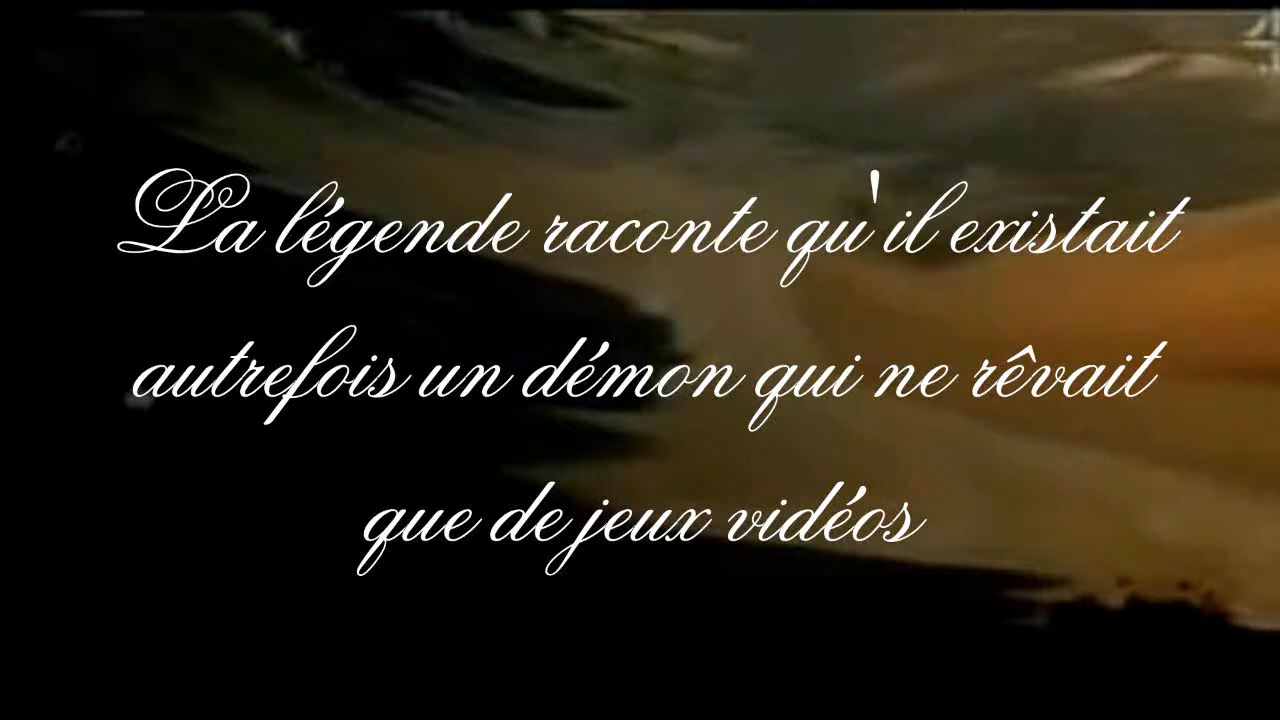 La légende raconte qu'il existait
autrefois un démon qui ne rêvait
que de jeux vidéos